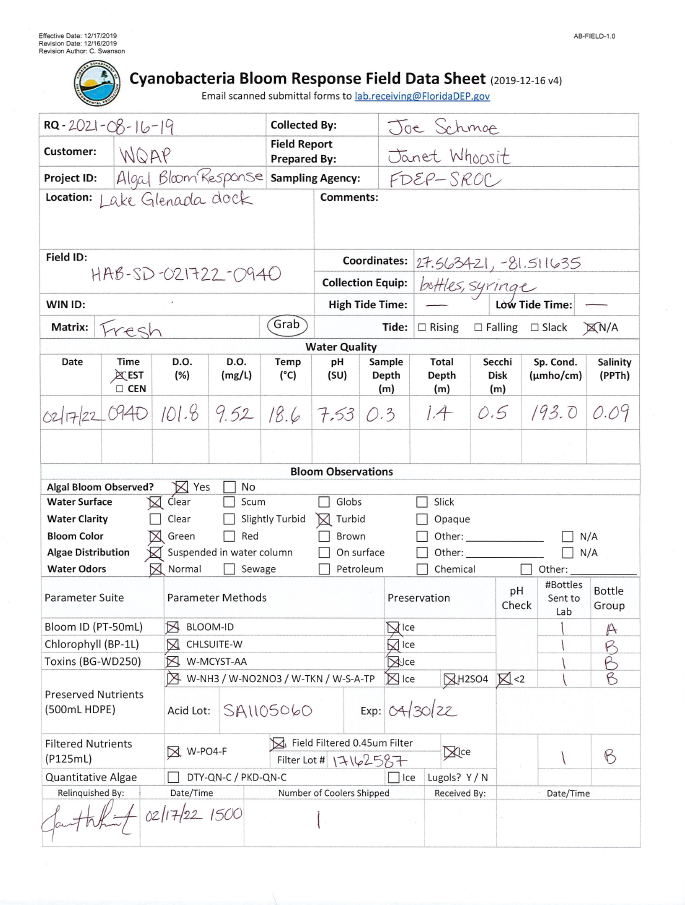 Effective Date: 12/17/2019
Revision Date: 12/16/2019
Revision Author: C. Swanson
AB-FIELD-1.0
Cyanobacteria Bloom Response Field Data Sheet (2019-12-16 v4)
Email scanned submittal forms to lab.receiving@FloridaDEP.gov
RQ - 2021-08-16-19 Collected By: Joe Schmoe
Customer: WQAP Field Report Prepared By: Janet Whoosit
Project ID: Algal Bloom Response Sampling Agency: FDEP-SROC
Location: Lake Glenada dock Comments:
Field ID: HAB-SD-021722-0940 Coordinates: 27.563421, -81.511635
Collection Equip: bottles, syringe
WIN ID: High Tide Time: — Low Tide Time: —
Matrix: Fresh Grab Tide: ☐ Rising ☐ Falling ☐ Slack ☒ N/A
Water Quality
Date Time ☒ EST ☐ CEN D.O. (%) D.O. (mg/L) Temp (°C) pH (SU) Sample Depth (m) Total Depth (m) Secchi Disk (m) Sp. Cond. (µmho/cm) Salinity (PPTh)
02/17/22 0940 101.8 9.52 18.6 7.53 0.3 1.4 0.5 193.0 0.09
Bloom Observations
Algal Bloom Observed? ☒ Yes ☐ No
Water Surface ☒ Clear ☐ Scum ☐ Globs ☐ Slick
Water Clarity ☐ Clear ☐ Slightly Turbid ☒ Turbid ☐ Opaque
Bloom Color ☒ Green ☐ Red ☐ Brown ☐ Other: ____ ☐ N/A
Algae Distribution ☒ Suspended in water column ☐ On surface ☐ Other: ____ ☐ N/A
Water Odors ☒ Normal ☐ Sewage ☐ Petroleum ☐ Chemical ☐ Other: ____
Parameter Suite Parameter Methods Preservation pH Check #Bottles Sent to Lab Bottle Group
Bloom ID (PT-50mL) ☒ BLOOM-ID ☒ Ice 1 A
Chlorophyll (BP-1L) ☒ CHLSUITE-W ☒ Ice 1 B
Toxins (BG-WD250) ☒ W-MCYST-AA ☒ Ice 1 B
☒ W-NH3 / W-NO2NO3 / W-TKN / W-S-A-TP ☒ Ice ☒ H2SO4 ☒ <2 1 B
Preserved Nutrients (500mL HDPE) Acid Lot: SA1105060 Exp: 04/30/22
Filtered Nutrients (P125mL) ☒ W-PO4-F ☒ Field Filtered 0.45um Filter ☒ Ice 1 B
Filter Lot # 17162587
Quantitative Algae ☐ DTY-QN-C / PKD-QN-C ☐ Ice Lugols? Y / N
Relinquished By: Date/Time Number of Coolers Shipped Received By: Date/Time
02/17/22 1500 1